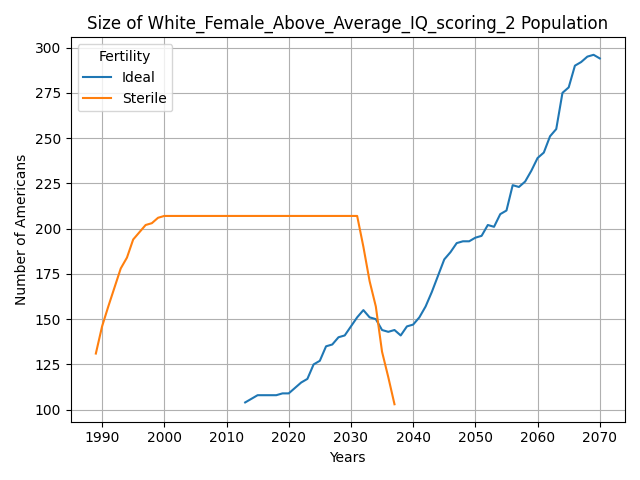 Size of White_Female_Above_Average_IQ_scoring_2 Population
Fertility
Ideal
Sterile
Number of Americans
300
275
250
225
200
175
150
125
100
1990 2000 2010 2020 2030 2040 2050 2060 2070
Years